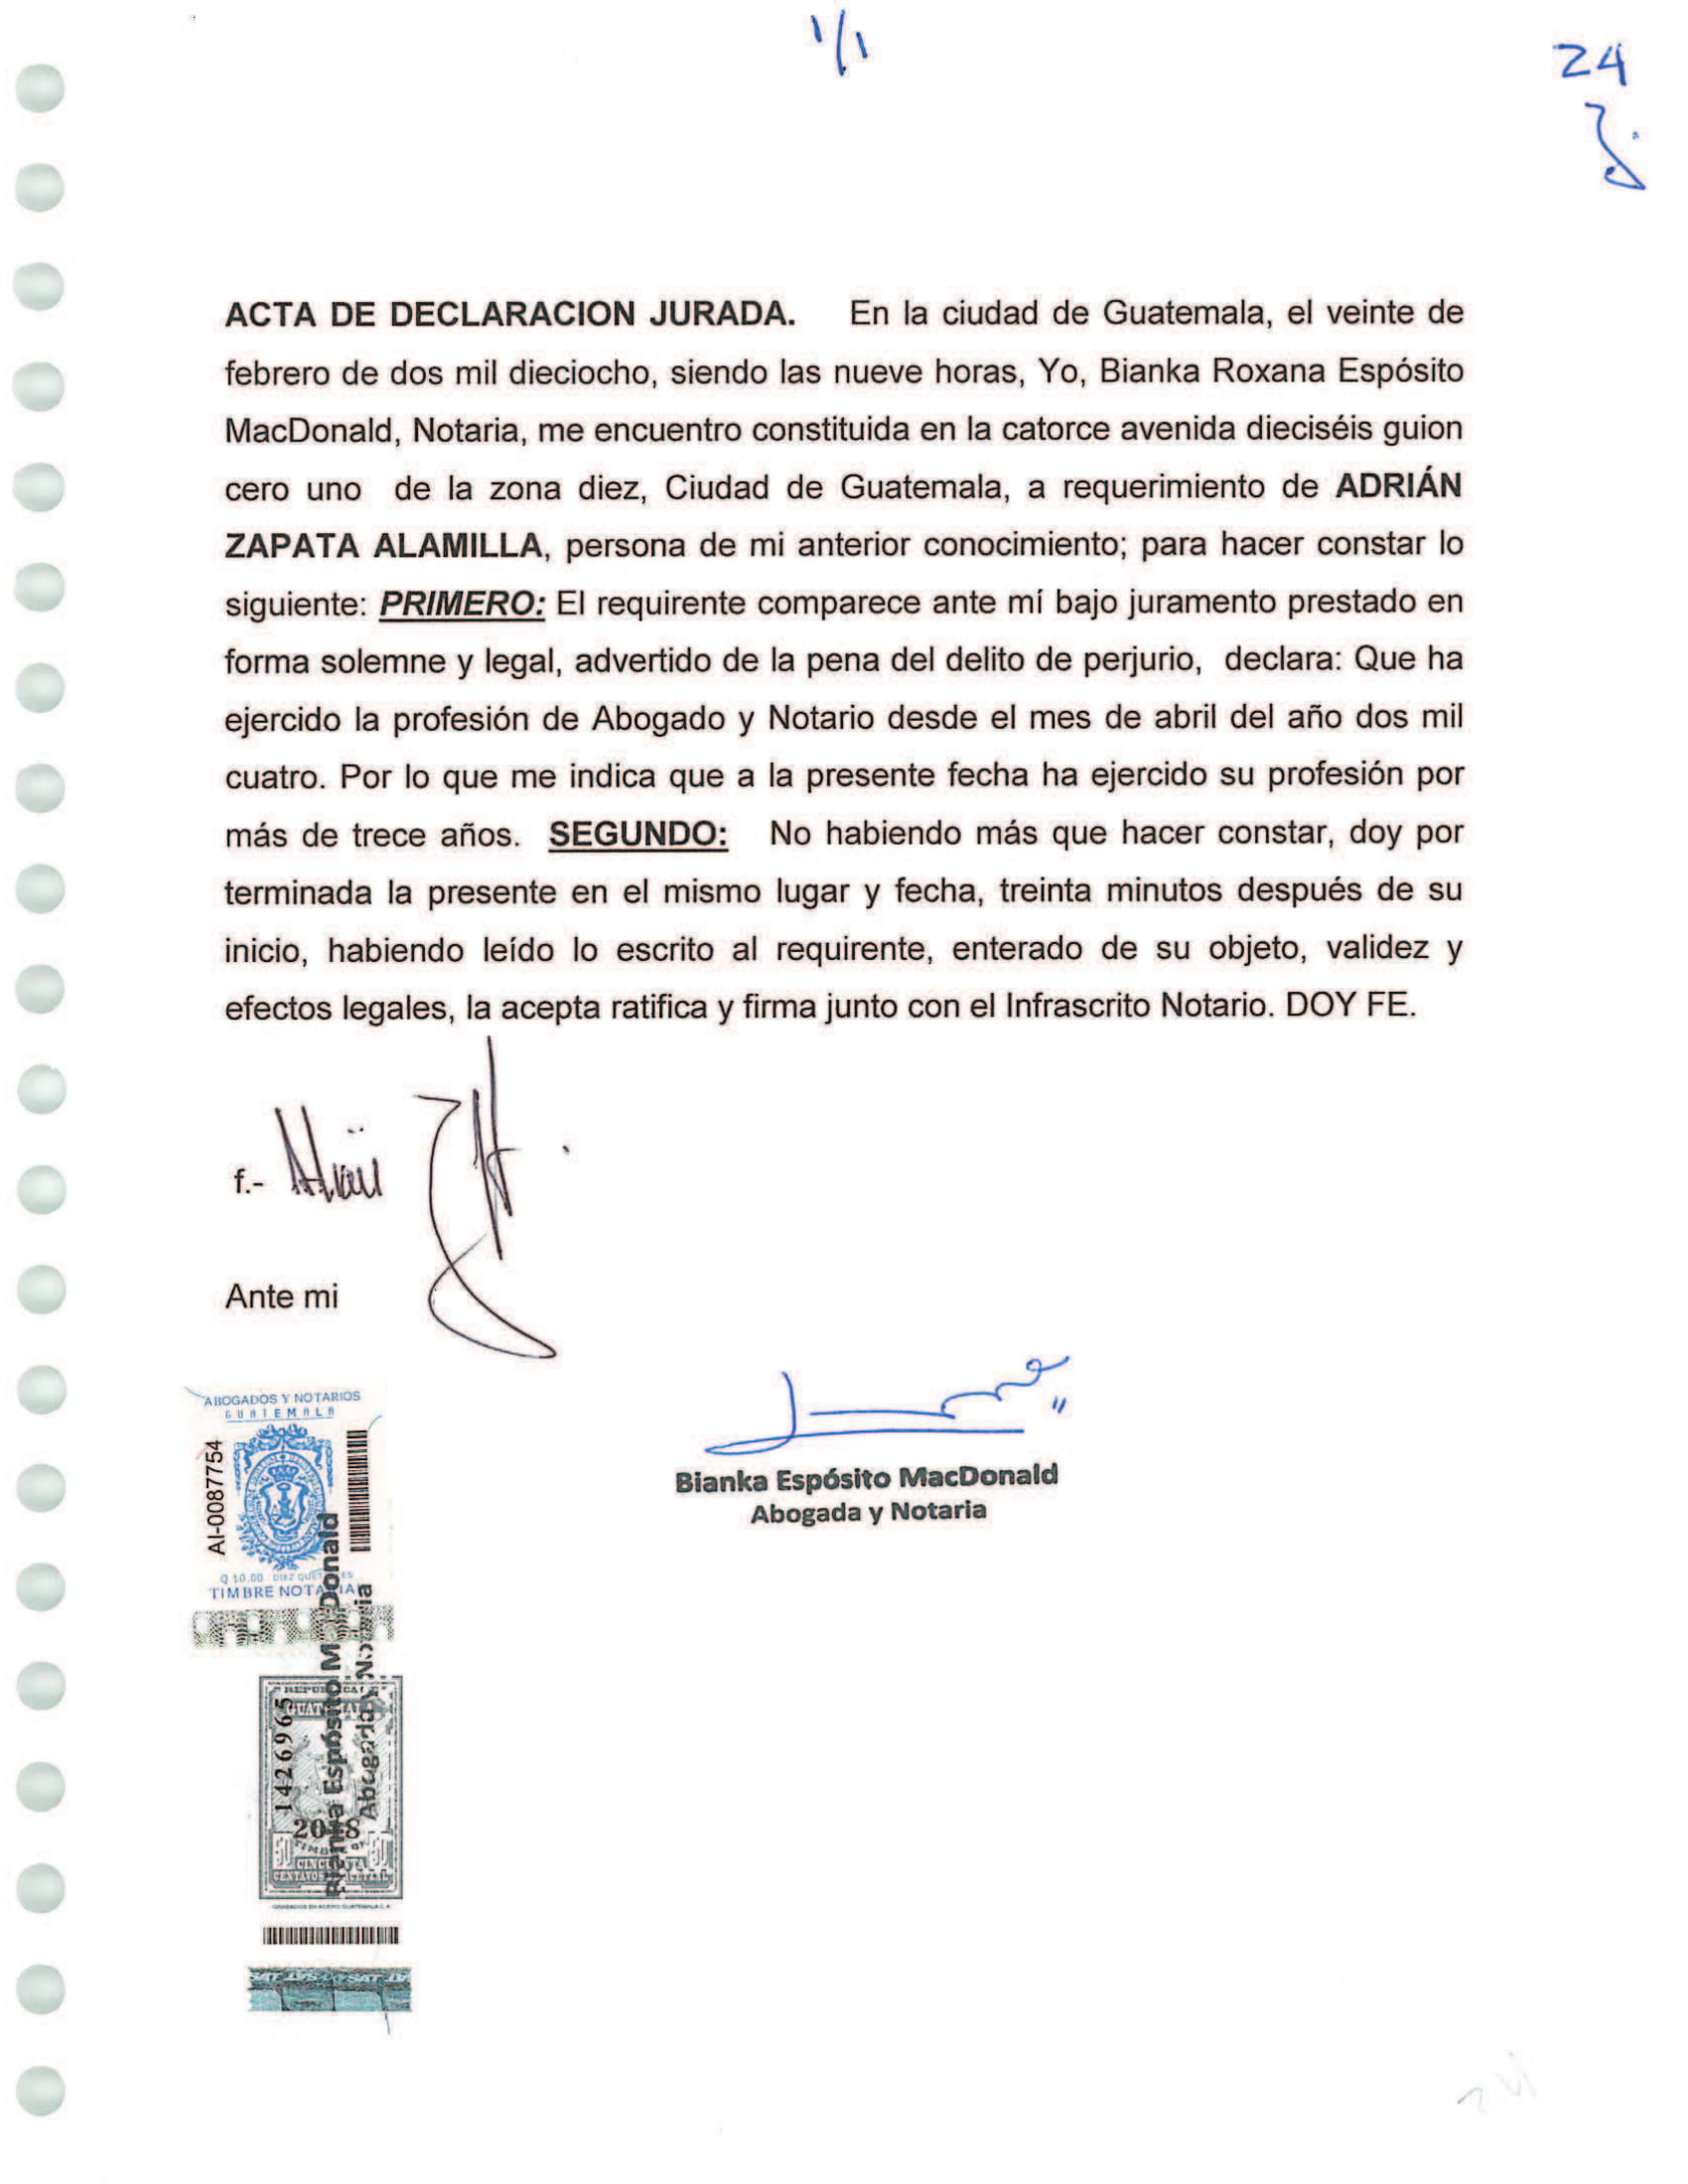 1/1
24
ACTA DE DECLARACION JURADA. En la ciudad de Guatemala, el veinte de
febrero de dos mil dieciocho, siendo las nueve horas, Yo, Bianka Roxana Espósito
MacDonald, Notaria, me encuentro constituida en la catorce avenida dieciséis guion
cero uno de la zona diez, Ciudad de Guatemala, a requerimiento de ADRIÁN
ZAPATA ALAMILLA, persona de mi anterior conocimiento; para hacer constar lo
siguiente: PRIMERO: El requirente comparece ante mí bajo juramento prestado en
forma solemne y legal, advertido de la pena del delito de perjurio, declara: Que ha
ejercido la profesión de Abogado y Notario desde el mes de abril del año dos mil
cuatro. Por lo que me indica que a la presente fecha ha ejercido su profesión por
más de trece años. SEGUNDO: No habiendo más que hacer constar, doy por
terminada la presente en el mismo lugar y fecha, treinta minutos después de su
inicio, habiendo leído lo escrito al requirente, enterado de su objeto, validez y
efectos legales, la acepta ratifica y firma junto con el Infrascrito Notario. DOY FE.
f.-
Ante mi
Bianka Espósito MacDonald
Abogada y Notaria
ABOGADOS Y NOTARIOS
GUATEMALA
AI-0087754
Q 10.00
TIMBRE NOTARIAL
Bianka Espósito MacDonald
Abogada y Notaria
1426965
2018